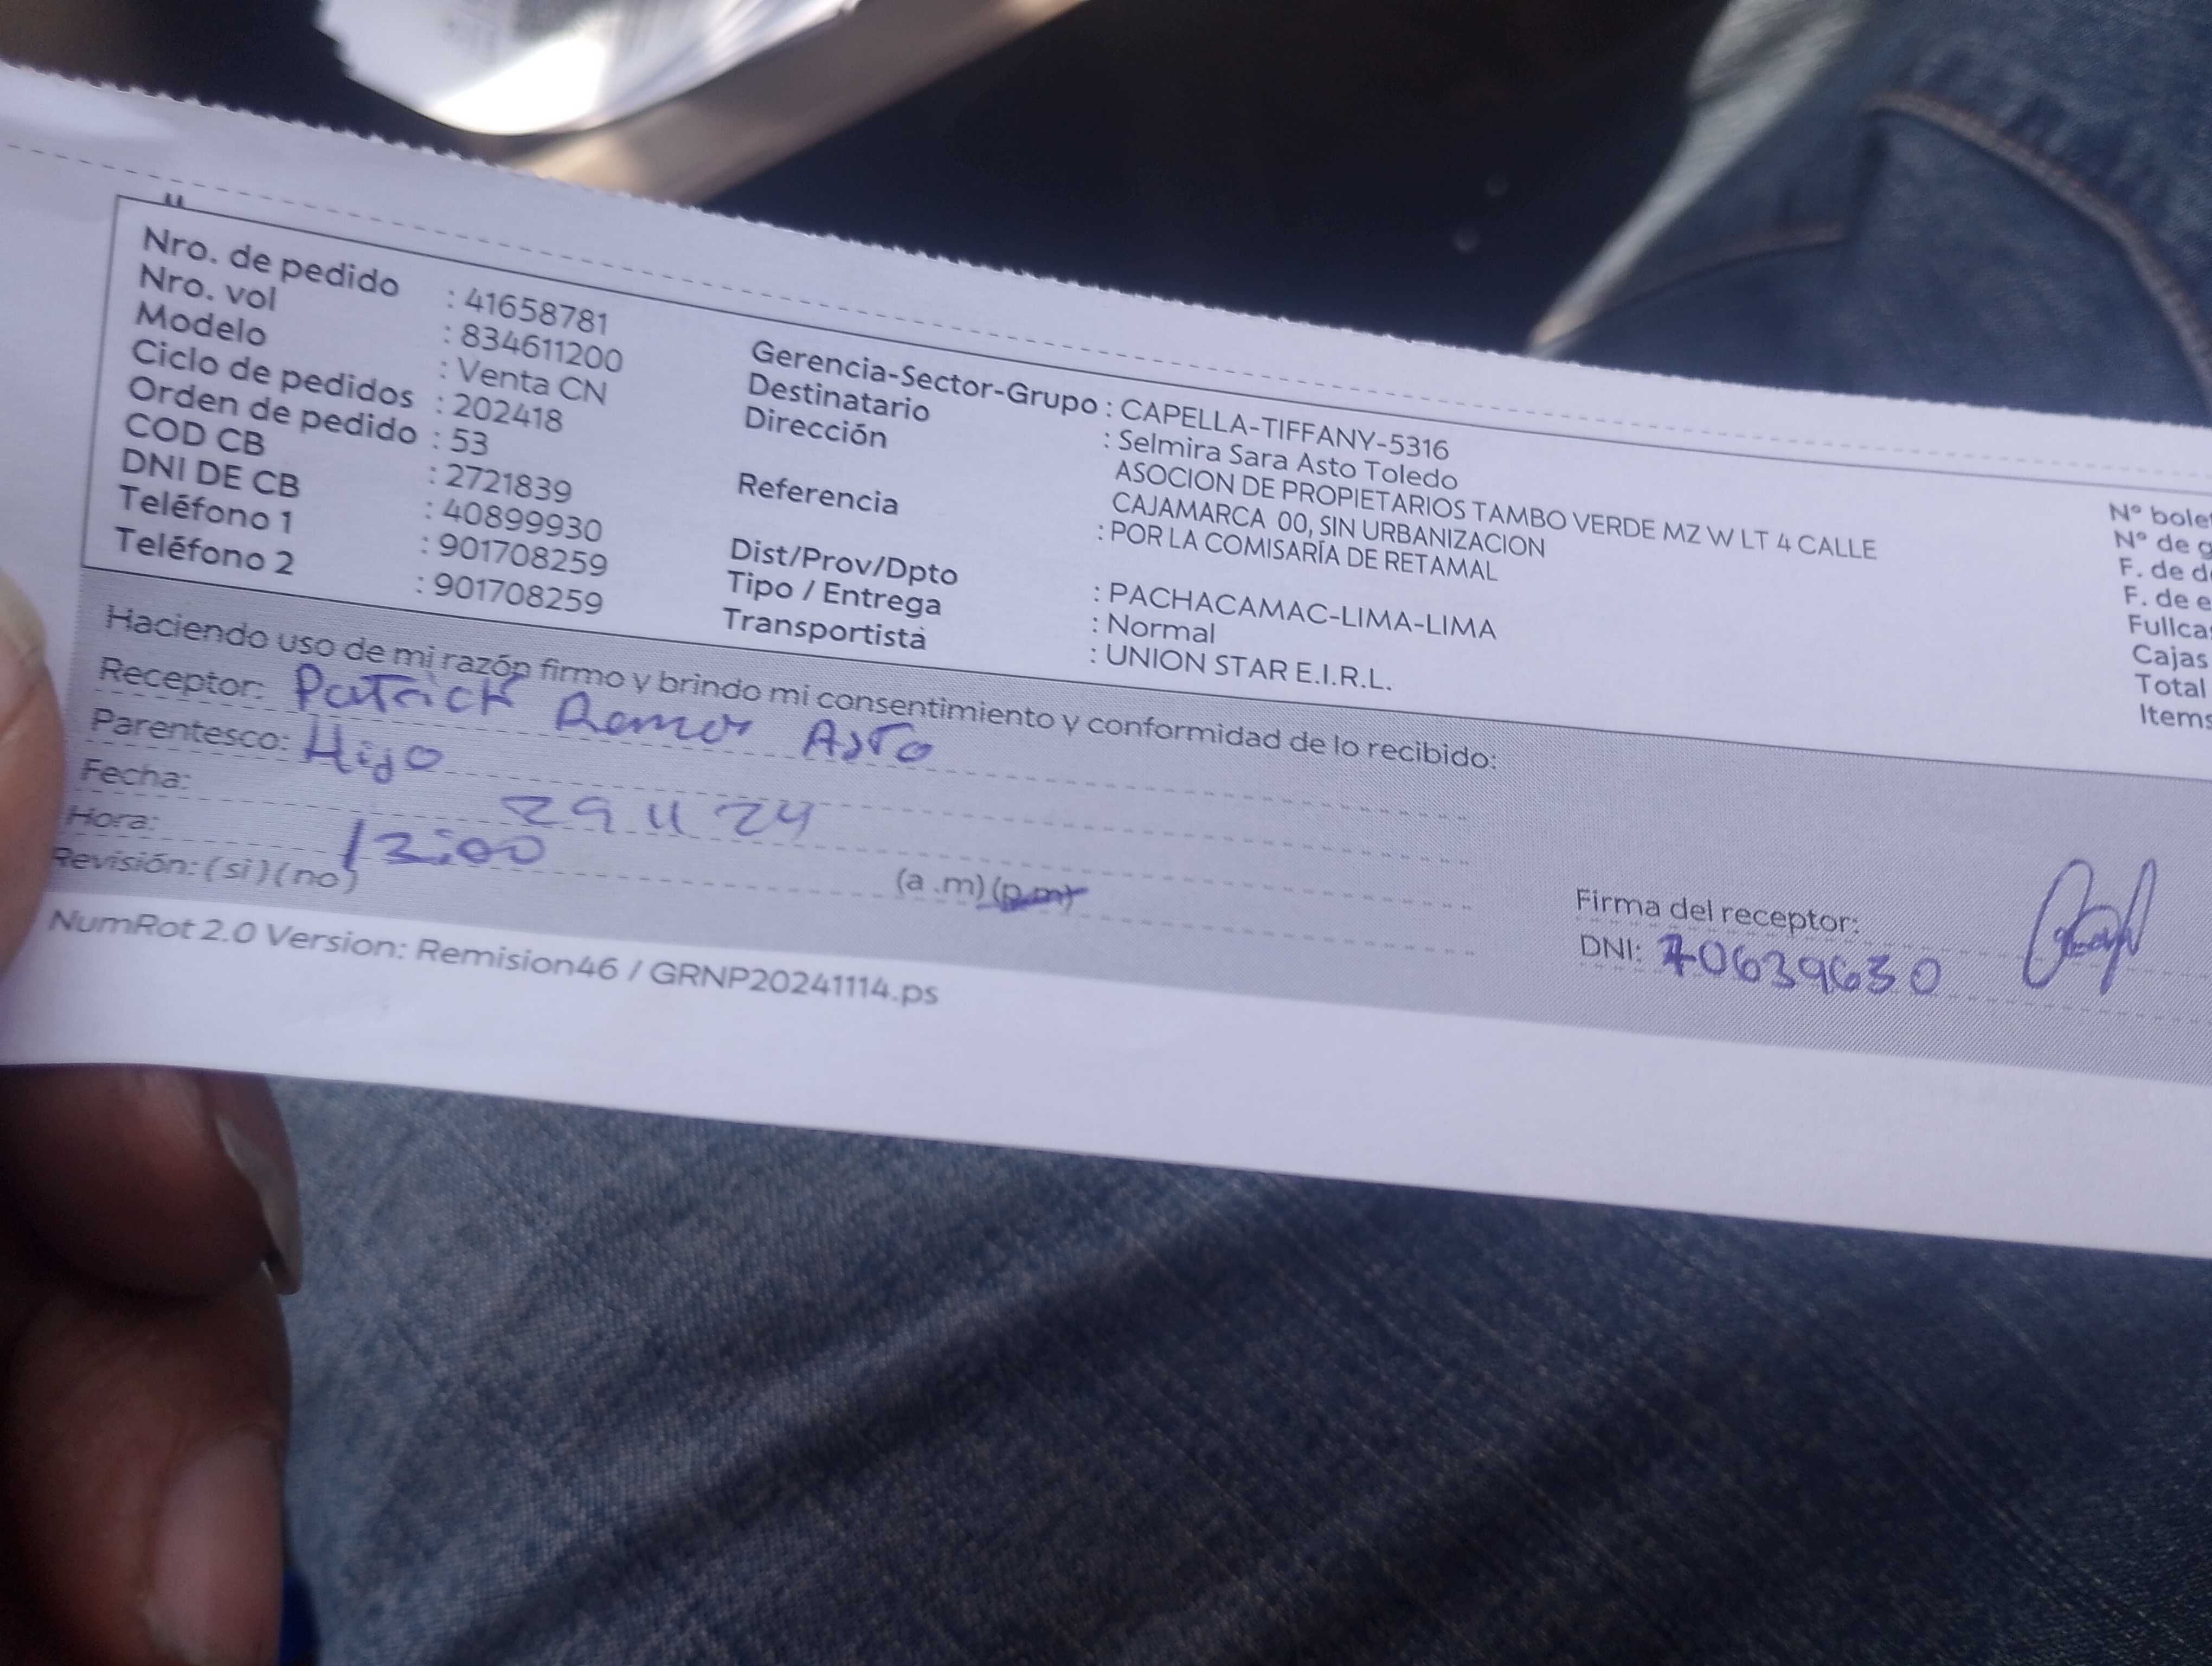 Nro. de pedido : 41658781
Nro. vol : 834611200
Modelo : Venta CN
Ciclo de pedidos : 202418
Orden de pedido : 53
COD CB : 2721839
DNI DE CB : 40899930
Teléfono 1 : 901708259
Teléfono 2 : 901708259
Gerencia-Sector-Grupo : CAPELLA-TIFFANY-5316
Destinatario : Selmira Sara Asto Toledo
Dirección ASOCION DE PROPIETARIOS TAMBO VERDE MZ W LT 4 CALLE
CAJAMARCA 00, SIN URBANIZACION
Referencia : POR LA COMISARÍA DE RETAMAL
Dist/Prov/Dpto : PACHACAMAC-LIMA-LIMA
Tipo / Entrega : Normal
Transportista : UNION STAR E.I.R.L.
N° bole
N° de g
F. de d
F. de e
Fullca
Cajas
Total
Items
Haciendo uso de mi razón firmo y brindo mi consentimiento y conformidad de lo recibido:
Receptor: Patrick Ramos Asto
Parentesco: Hijo
Fecha: 29 11 24
Hora: 13:00 (a .m) (p.m)
Revisión: ( si ) ( no )
Firma del receptor:
DNI: 70639630
NumRot 2.0 Version: Remision46 / GRNP20241114.ps